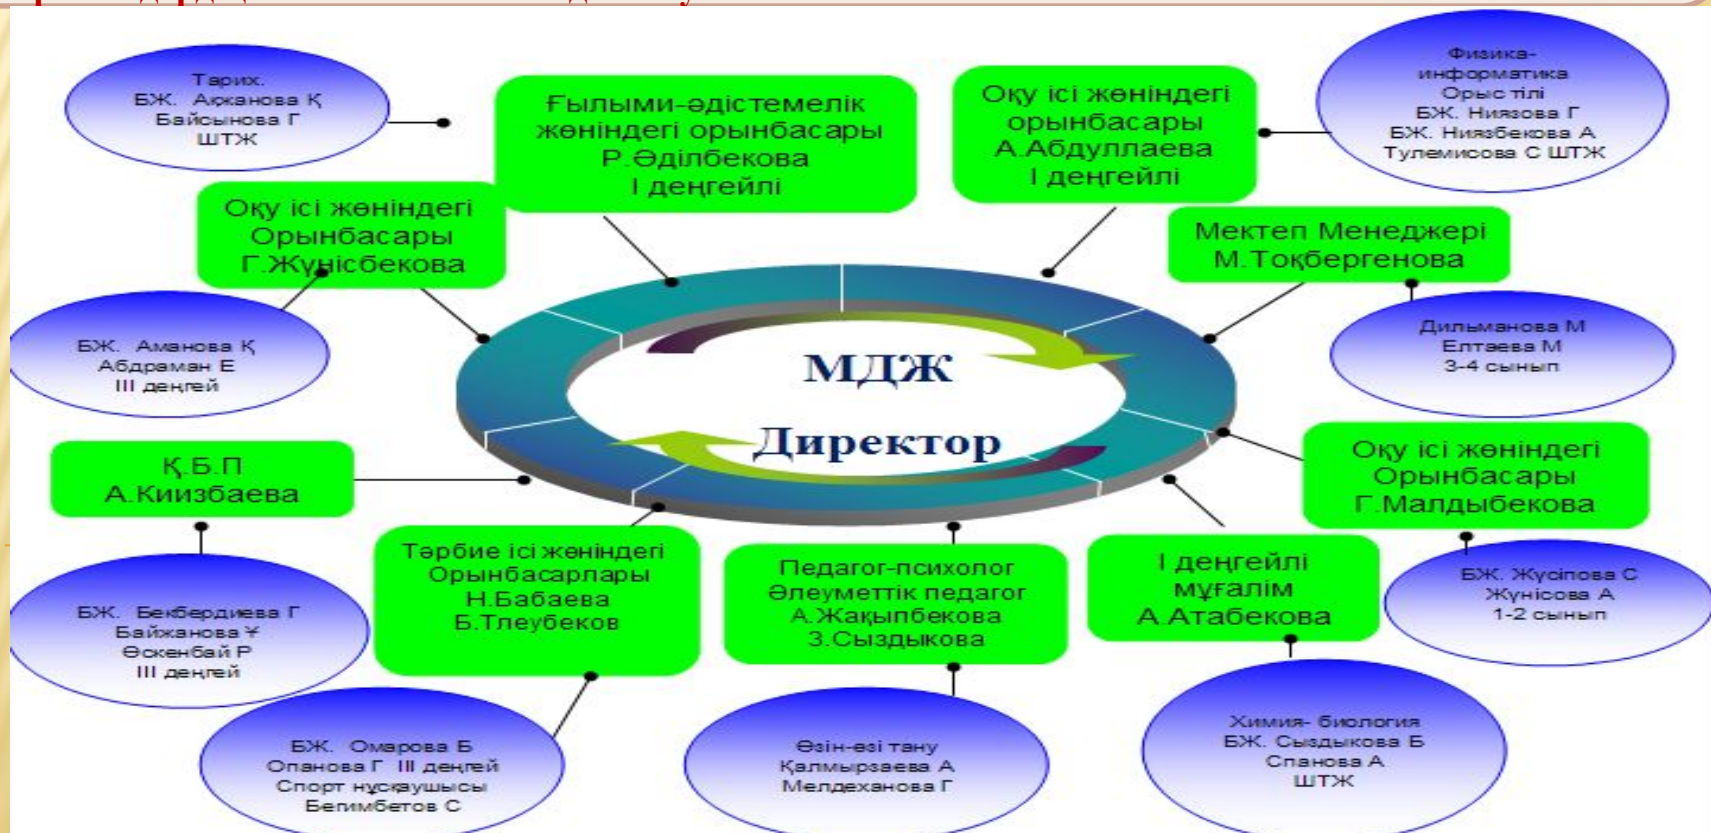 Тарих.
БЖ. Ақжанова Қ
Байсынова Г
ШТЖ
Ғылыми-әдістемелік
жөніндегі орынбасары
Р.Әділбекова
І деңгейлі
Оқу ісі жөніндегі
орынбасары
А.Абдуллаева
І деңгейлі
Физика-
информатика
Орыс тілі
БЖ. Ниязова Г
БЖ. Ниязбекова А
Тулемисова С ШТЖ
Оқу ісі жөніндегі
Орынбасары
Г.Жүнісбекова
Мектеп Менеджері
М.Тоқбергенова
БЖ. Аманова Қ
Абдраман Е
ІІІ деңгей
МДЖ
Директор
Дильманова М
Елтаева М
3-4 сынып
Қ.Б.П
А.Киизбаева
Оқу ісі жөніндегі
Орынбасары
Г.Малдыбекова
Тәрбие ісі жөніндегі
Орынбасарлары
Н.Бабаева
Б.Тлеубеков
Педагог-психолог
Әлеуметтік педагог
А.Жақыпбекова
З.Сыздыкова
І деңгейлі
мұғалім
А.Атабекова
БЖ. Жүсіпова С
Жүнісова А
1-2 сынып
БЖ. Бекбердиева Г
Байжанова Ұ
Өскенбай Р
ІІІ деңгей
БЖ. Омарова Б
Опанова Г ІІІ деңгей
Спорт нұсқаушысы
Бегимбетов С
Өзін-өзі тану
Қалмырзаева А
Мелдеханова Г
Химия- биология
БЖ. Сыздыкова Б
Спанова А
ШТЖ